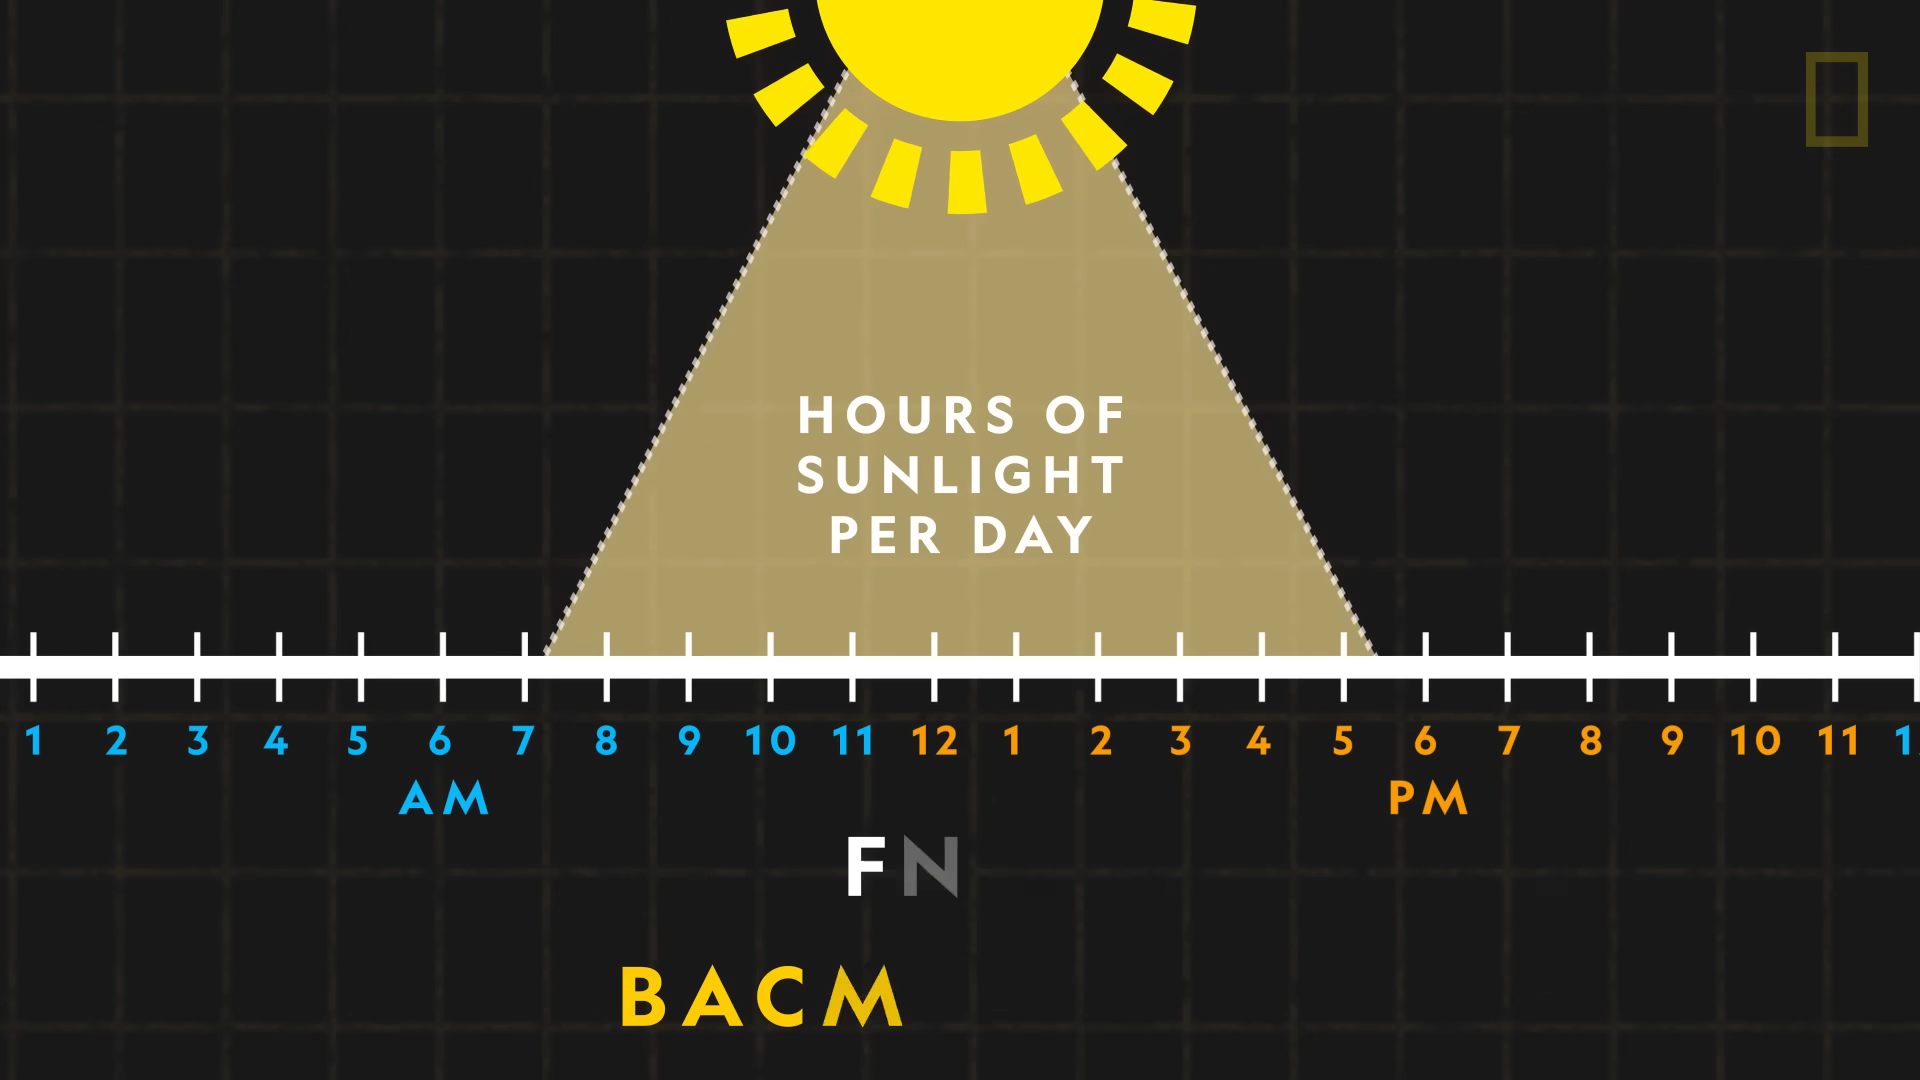 HOURS OF
SUNLIGHT
PER DAY
1 2 3 4 5 6 7 8 9 10 11 12 1 2 3 4 5 6 7 8 9 10 11 1
AM PM
FN
BACM